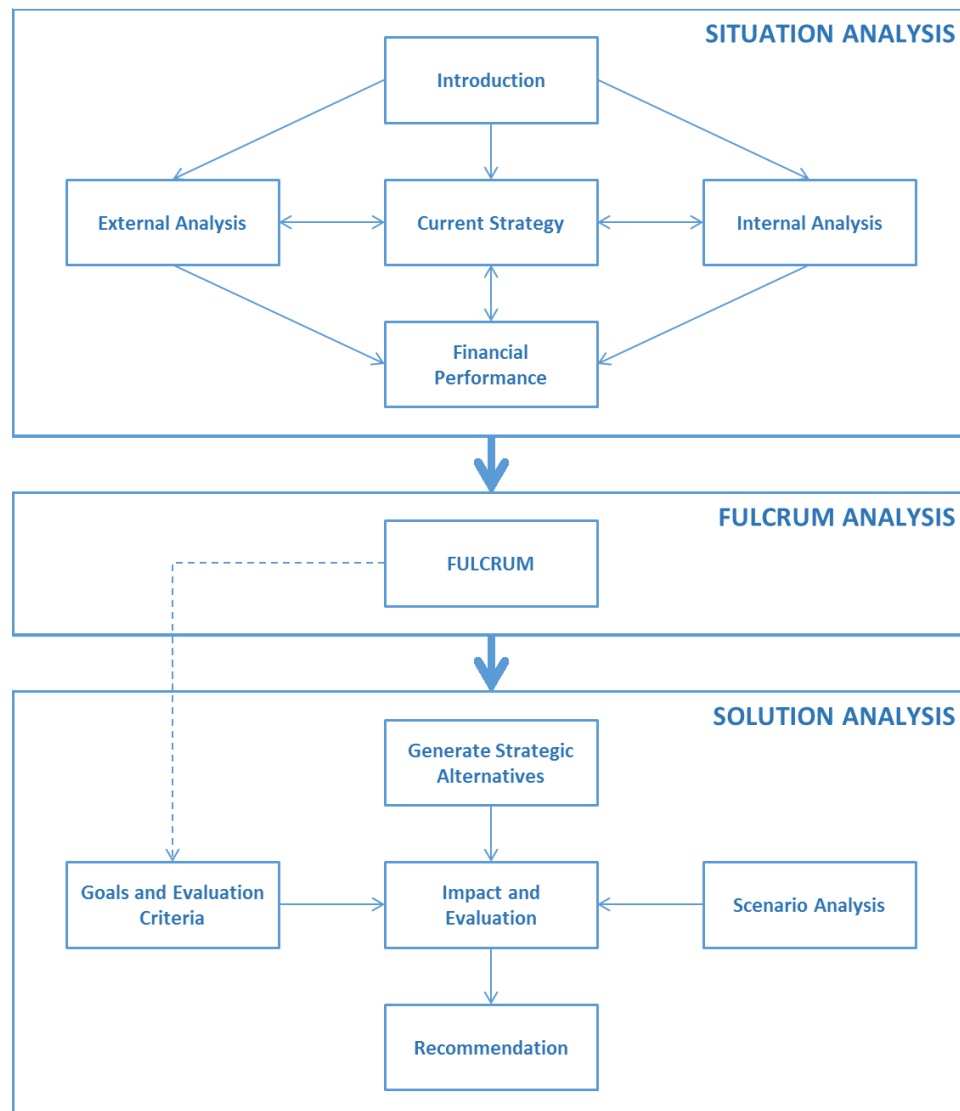 SITUATION ANALYSIS
Introduction
External Analysis
Current Strategy
Internal Analysis
Financial
Performance
FULCRUM ANALYSIS
FULCRUM
SOLUTION ANALYSIS
Generate Strategic
Alternatives
Goals and Evaluation
Criteria
Impact and
Evaluation
Scenario Analysis
Recommendation